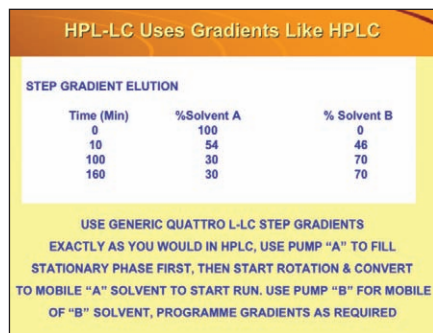 HPL-LC Uses Gradients Like HPLC
STEP GRADIENT ELUTION
Time (Min) %Solvent A % Solvent B
0 100 0
10 54 46
100 30 70
160 30 70
USE GENERIC QUATTRO L-LC STEP GRADIENTS
EXACTLY AS YOU WOULD IN HPLC, USE PUMP “A” TO FILL
STATIONARY PHASE FIRST, THEN START ROTATION & CONVERT
TO MOBILE “A” SOLVENT TO START RUN. USE PUMP “B” FOR MOBILE
OF “B” SOLVENT, PROGRAMME GRADIENTS AS REQUIRED